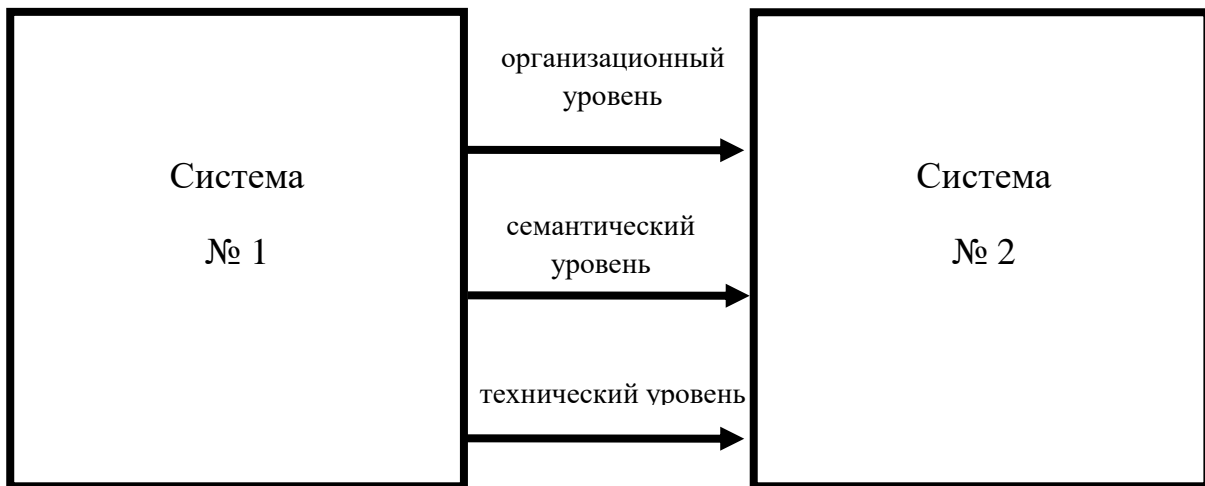 Система
№ 1
организационный
уровень
семантический
уровень
технический уровень
Система
№ 2